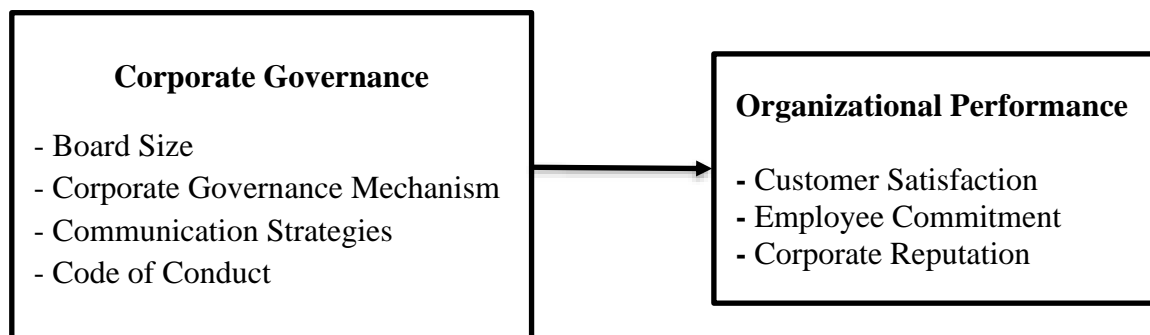 Corporate Governance
- Board Size
- Corporate Governance Mechanism
- Communication Strategies
- Code of Conduct
Organizational Performance
- Customer Satisfaction
- Employee Commitment
- Corporate Reputation